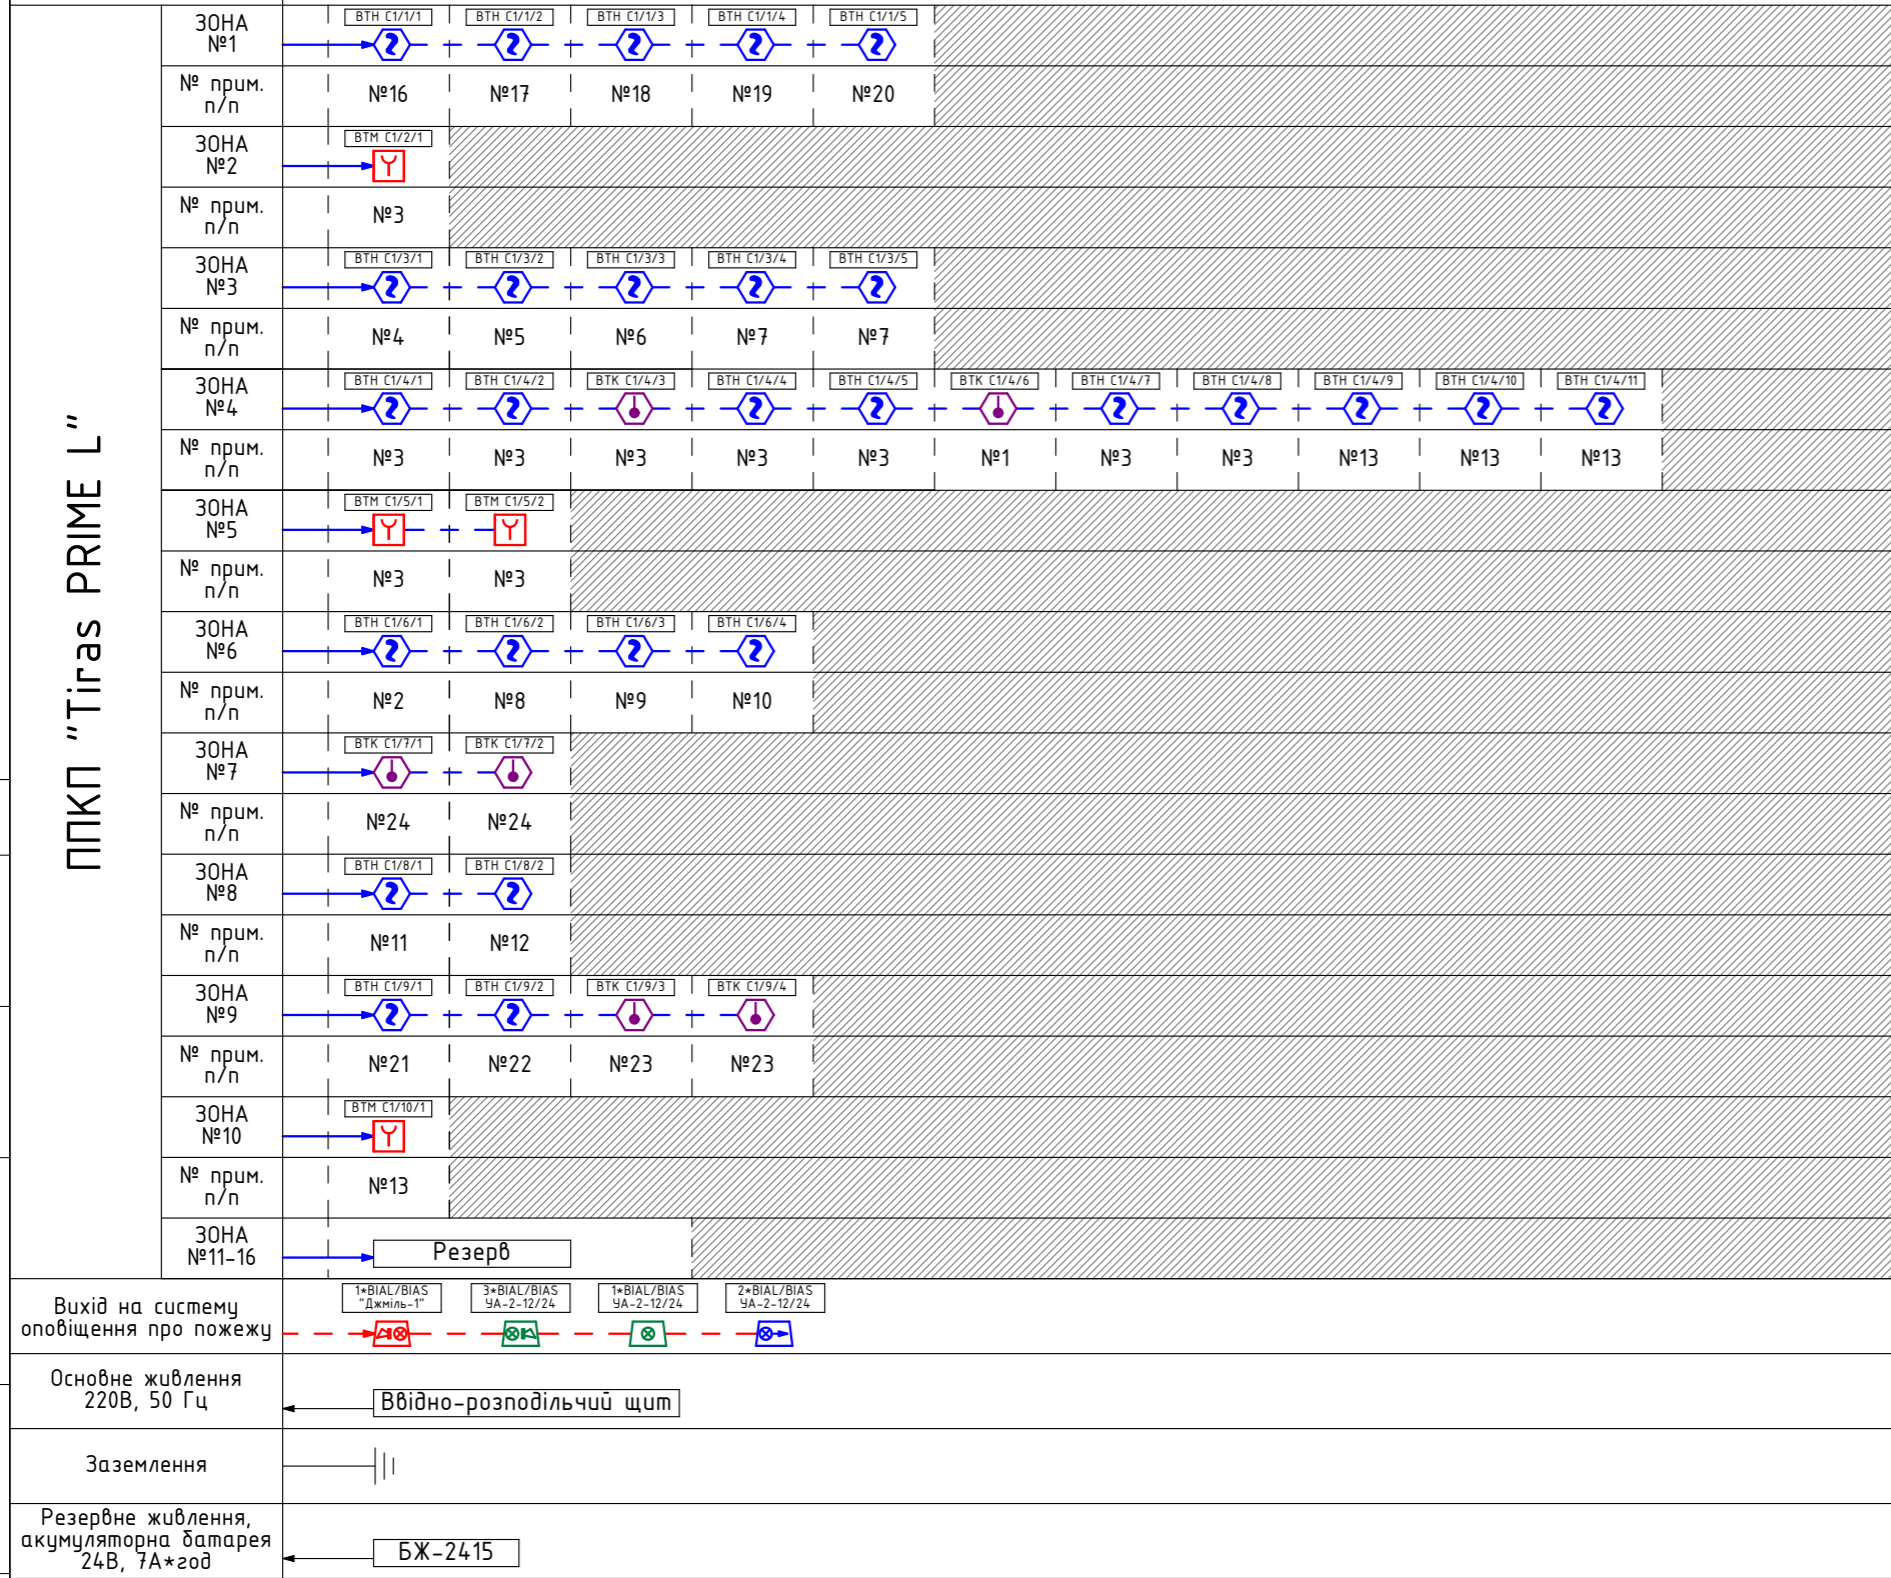 ППКП "Tiras PRIME L"
ЗОНА
№1
ВТН С1/1/1 ВТН С1/1/2 ВТН С1/1/3 ВТН С1/1/4 ВТН С1/1/5
№ прим.
п/п
№16 №17 №18 №19 №20
ЗОНА
№2
ВТМ С1/2/1
№ прим.
п/п
№3
ЗОНА
№3
ВТН С1/3/1 ВТН С1/3/2 ВТН С1/3/3 ВТН С1/3/4 ВТН С1/3/5
№ прим.
п/п
№4 №5 №6 №7 №7
ЗОНА
№4
ВТН С1/4/1 ВТН С1/4/2 ВТК С1/4/3 ВТН С1/4/4 ВТН С1/4/5 ВТК С1/4/6 ВТН С1/4/7 ВТН С1/4/8 ВТН С1/4/9 ВТН С1/4/10 ВТН С1/4/11
№ прим.
п/п
№3 №3 №3 №3 №3 №1 №3 №3 №13 №13 №13
ЗОНА
№5
ВТМ С1/5/1 ВТМ С1/5/2
№ прим.
п/п
№3 №3
ЗОНА
№6
ВТН С1/6/1 ВТН С1/6/2 ВТН С1/6/3 ВТН С1/6/4
№ прим.
п/п
№2 №8 №9 №10
ЗОНА
№7
ВТК С1/7/1 ВТК С1/7/2
№ прим.
п/п
№24 №24
ЗОНА
№8
ВТН С1/8/1 ВТН С1/8/2
№ прим.
п/п
№11 №12
ЗОНА
№9
ВТН С1/9/1 ВТН С1/9/2 ВТК С1/9/3 ВТК С1/9/4
№ прим.
п/п
№21 №22 №23 №23
ЗОНА
№10
ВТМ С1/10/1
№ прим.
п/п
№13
ЗОНА
№11-16
Резерв
Вихід на систему
оповіщення про пожежу
1*BIAL/BIAS
"Джміль-1"
3*BIAL/BIAS
УА-2-12/24
1*BIAL/BIAS
УА-2-12/24
2*BIAL/BIAS
УА-2-12/24
Основне живлення
220В, 50 Гц
Ввідно-розподільчий щит
Заземлення
Резервне живлення,
акумуляторна батарея
24В, 7А*год
БЖ-2415